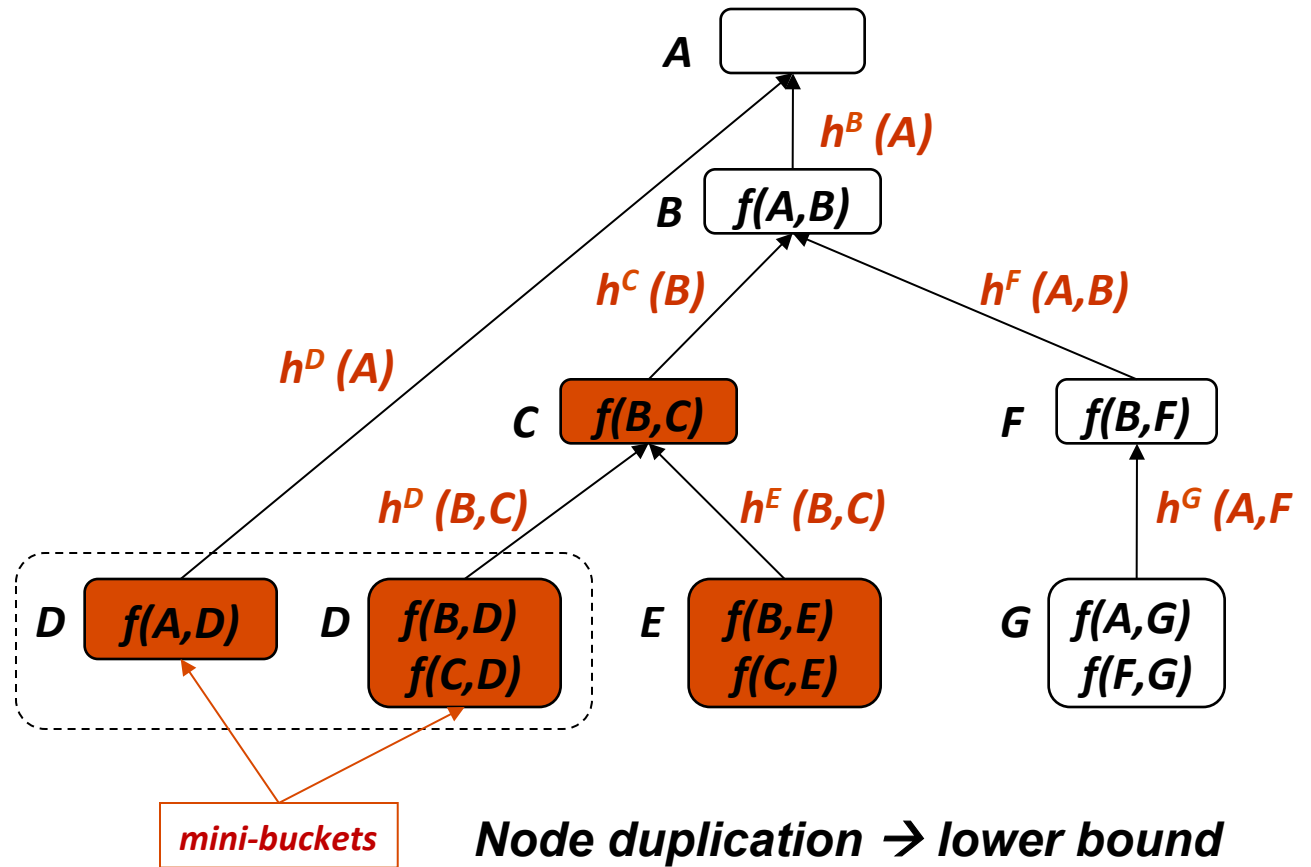 A
h^B (A)
B f(A,B)
h^C (B) h^F (A,B)
h^D (A)
C f(B,C) F f(B,F)
h^D (B,C) h^E (B,C) h^G (A,F
D f(A,D) D f(B,D) E f(B,E) G f(A,G)
f(C,D) f(C,E) f(F,G)
mini-buckets
Node duplication → lower bound